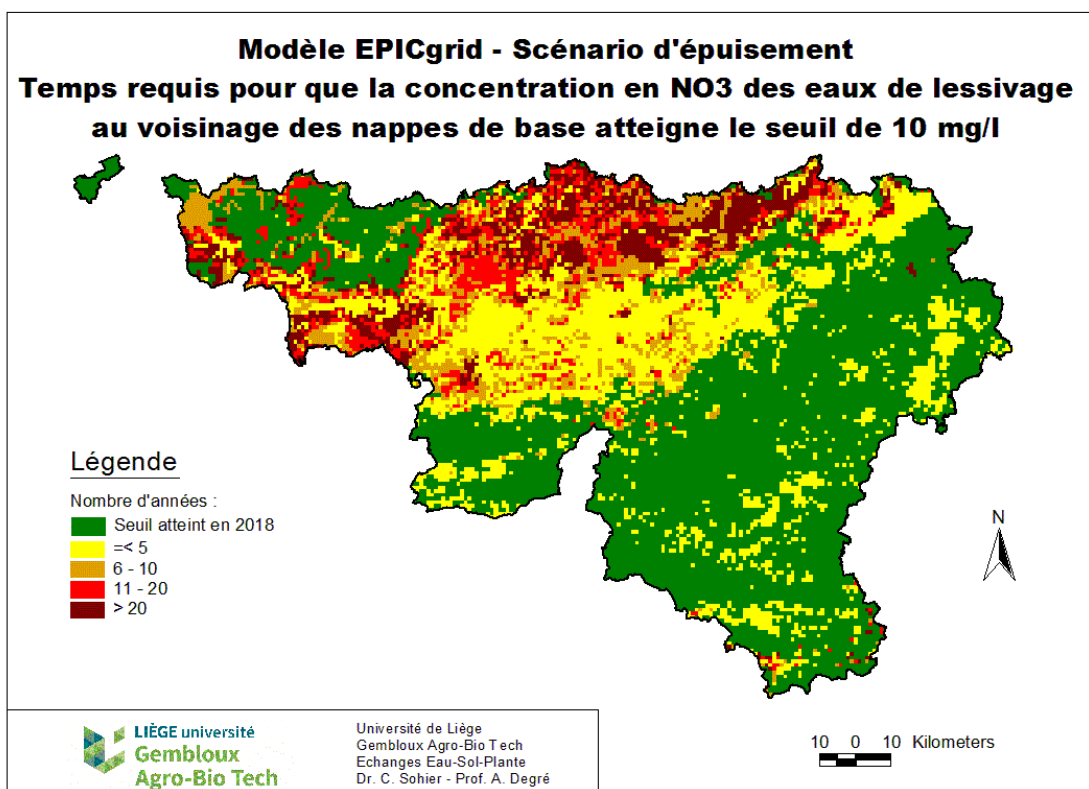 Modèle EPICgrid - Scénario d'épuisement
Temps requis pour que la concentration en NO3 des eaux de lessivage
au voisinage des nappes de base atteigne le seuil de 10 mg/l
Légende
Nombre d'années :
Seuil atteint en 2018
=< 5
6 - 10
11 - 20
> 20
N
LIÈGE université
Gembloux
Agro-Bio Tech
Université de Liège
Gembloux Agro-Bio Tech
Echanges Eau-Sol-Plante
Dr. C. Sohier - Prof. A. Degré
10 0 10 Kilometers